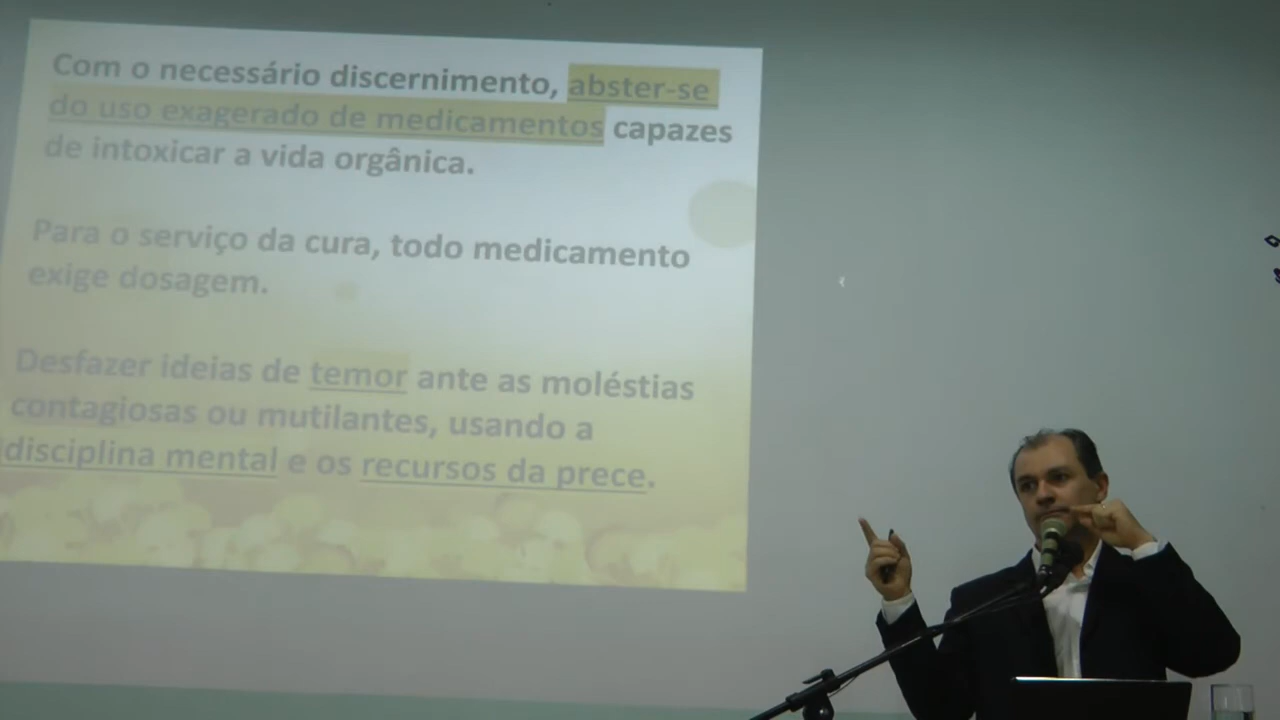 Com o necessário discernimento, abster-se
do uso exagerado de medicamentos capazes
de intoxicar a vida orgânica.
Para o serviço da cura, todo medicamento
exige dosagem.
Desfazer ideias de temor ante as moléstias
contagiosas ou mutilantes, usando a
disciplina mental e os recursos da prece.